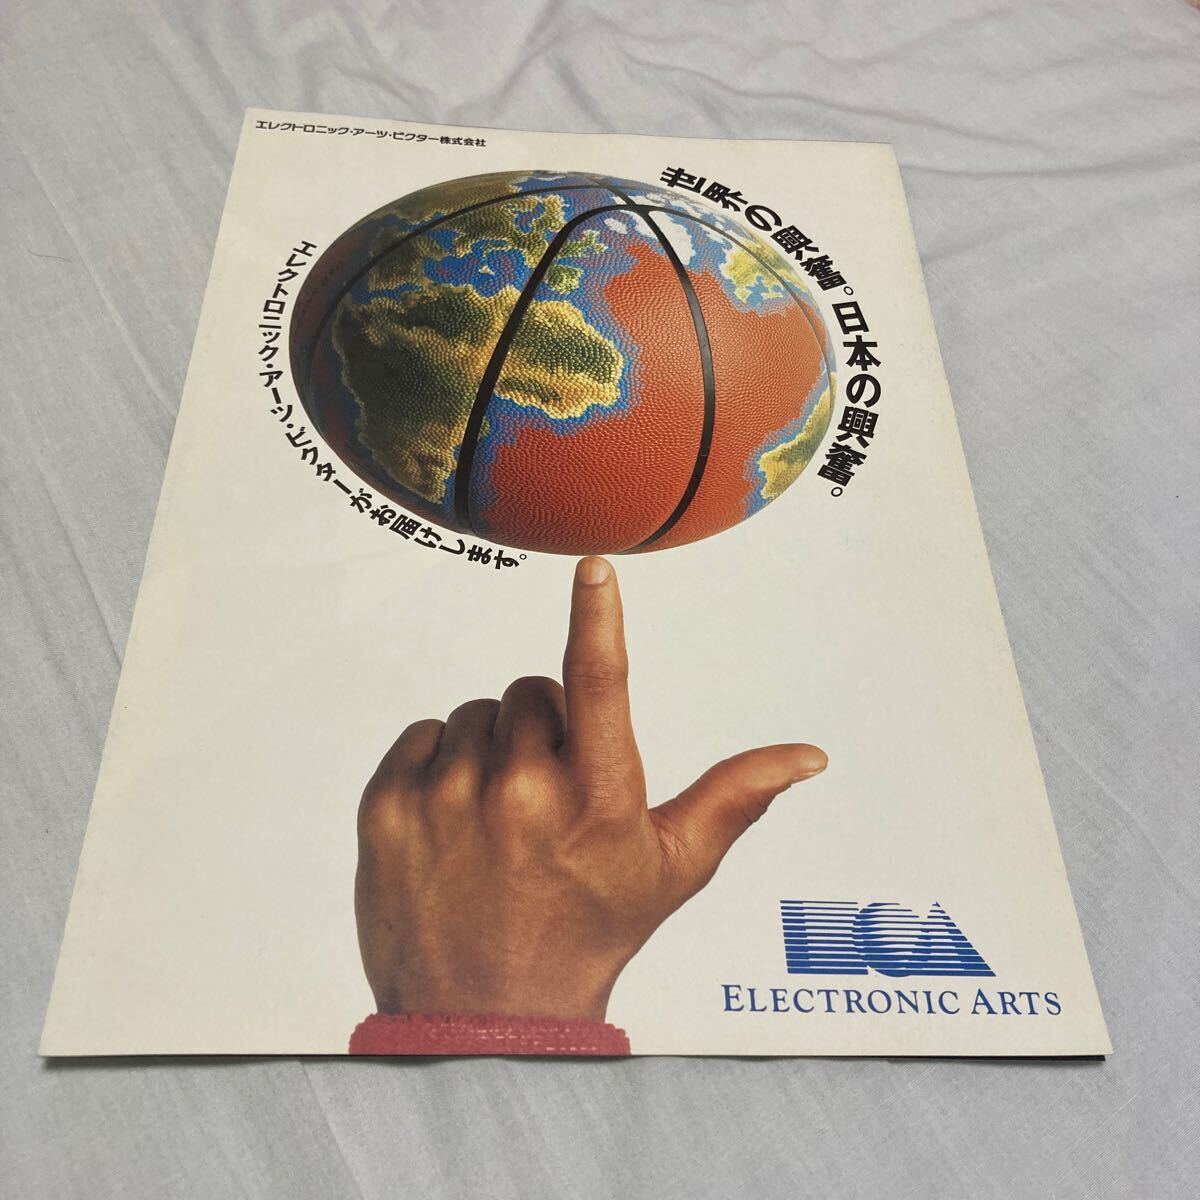 エレクトロニック・アーツ・ビクター株式会社
世界の興奮。日本の興奮。
エレクトロニック・アーツ・ビクターがお届けします。
ECA
ELECTRONIC ARTS